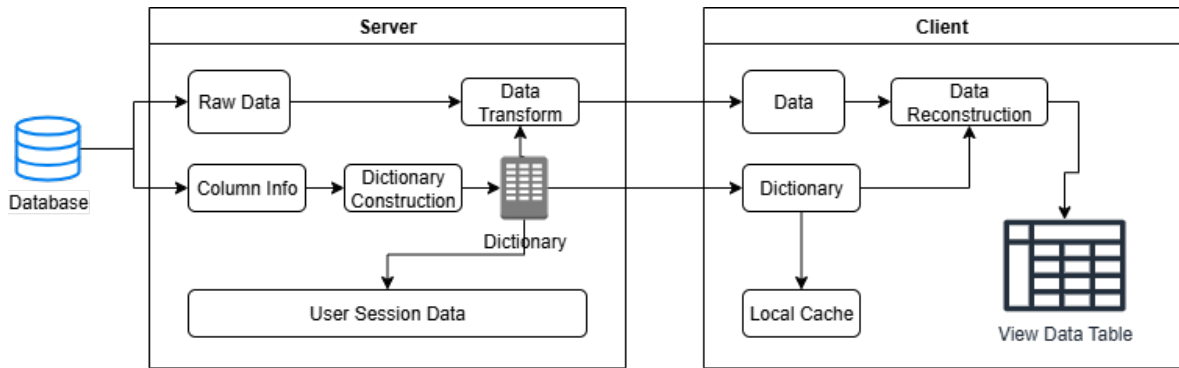 Server
Client
Raw Data
Data
Transform
Data
Data
Reconstruction
Database
Column Info
Dictionary
Construction
Dictionary
Dictionary
User Session Data
Local Cache
View Data Table